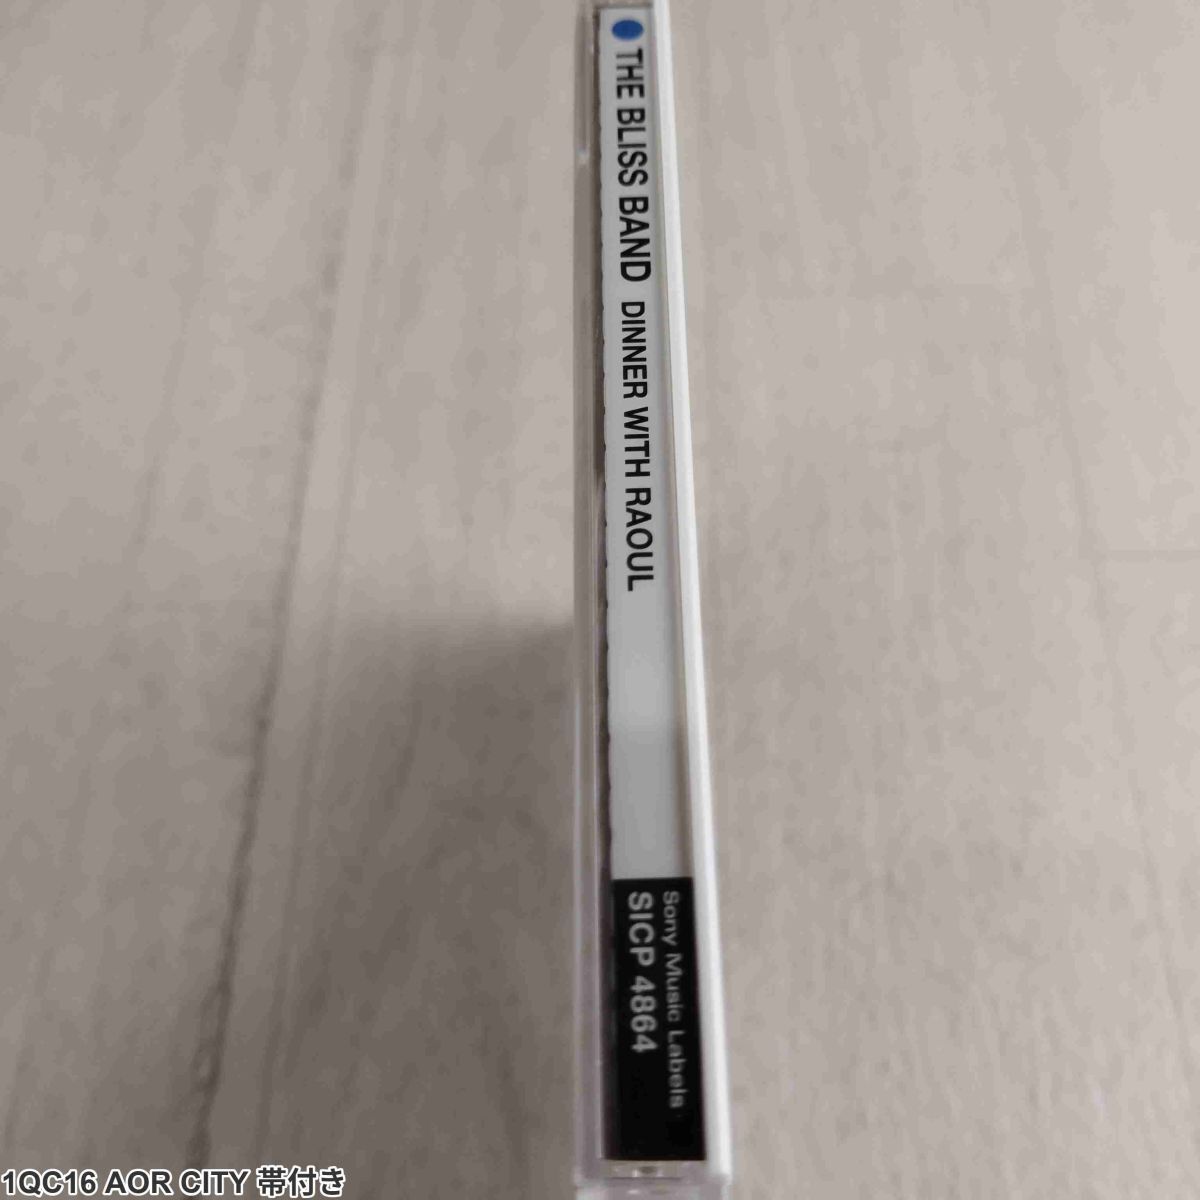 THE BLISS BAND DINNER WITH RAOUL
Sony Music Labels
SICP 4864
1QC16 AOR CITY 帯付き